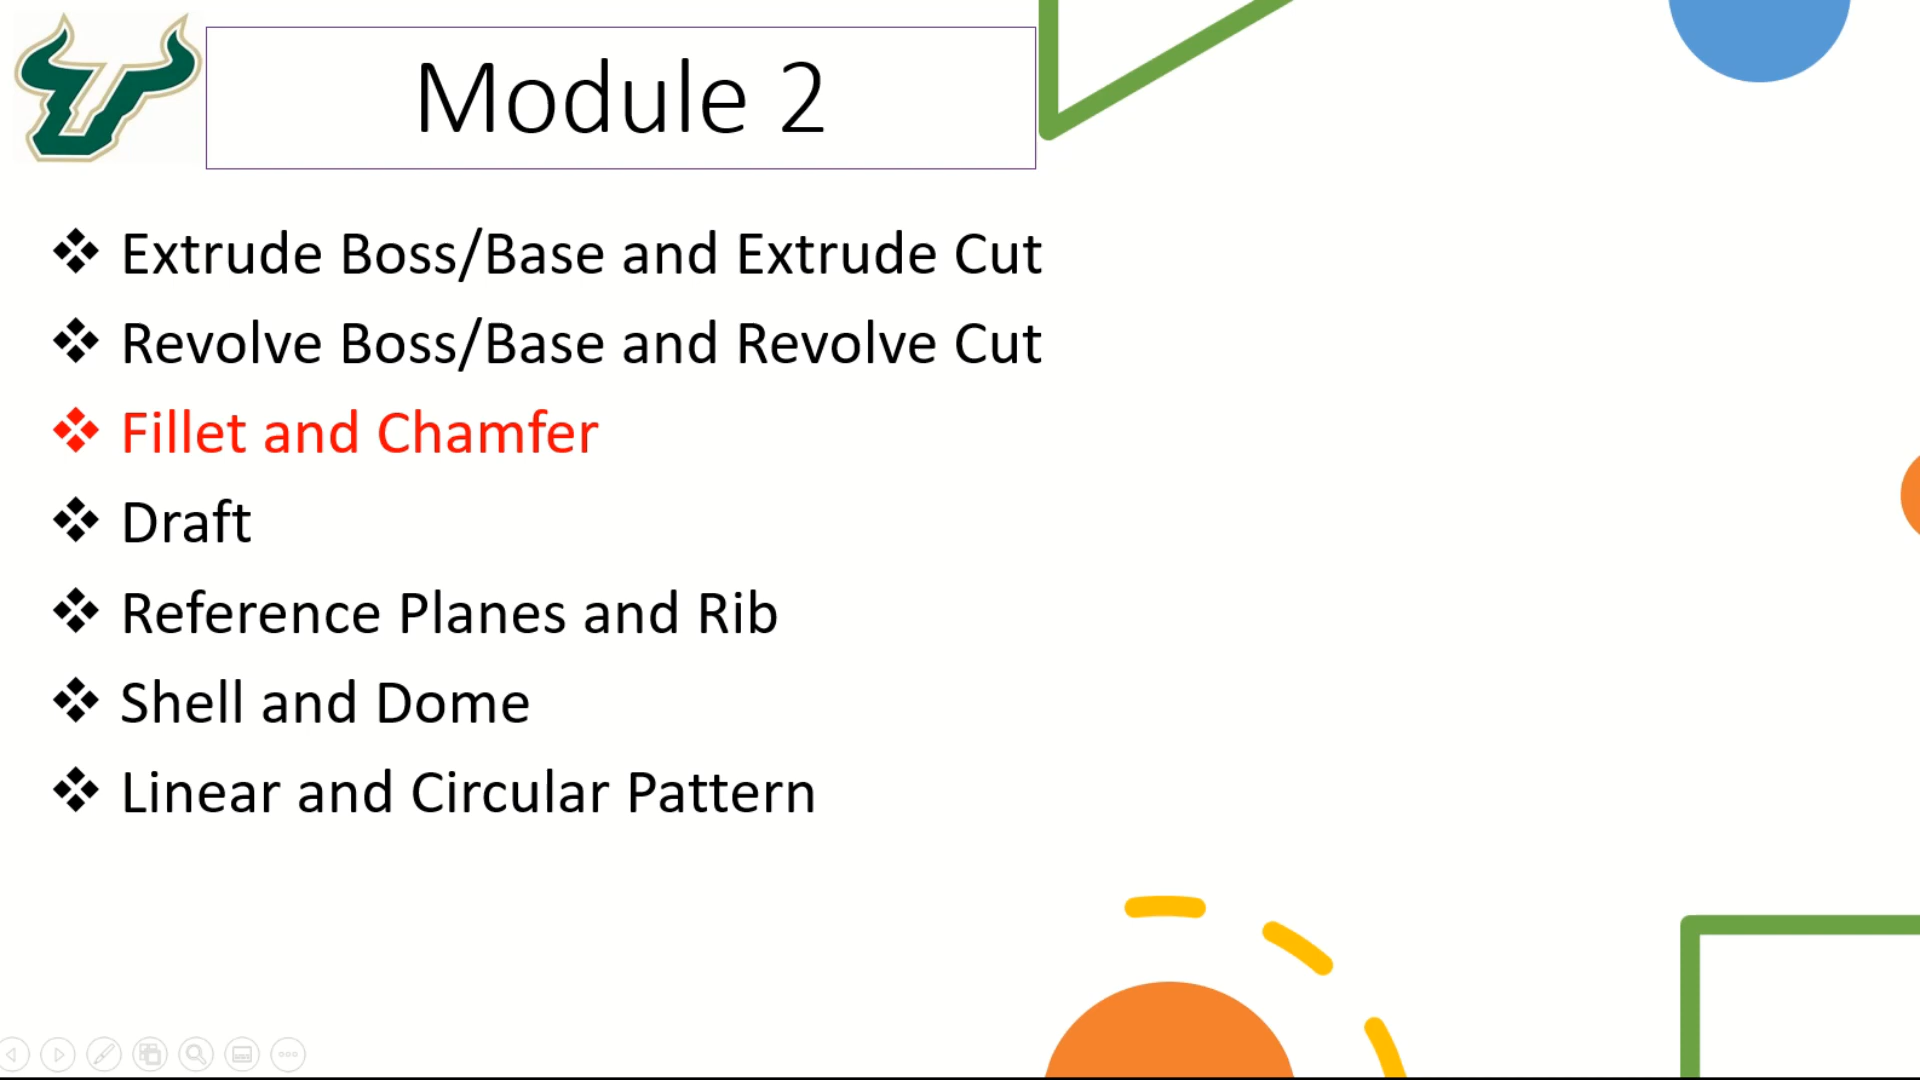 Module 2
❖ Extrude Boss/Base and Extrude Cut
❖ Revolve Boss/Base and Revolve Cut
❖ Fillet and Chamfer
❖ Draft
❖ Reference Planes and Rib
❖ Shell and Dome
❖ Linear and Circular Pattern